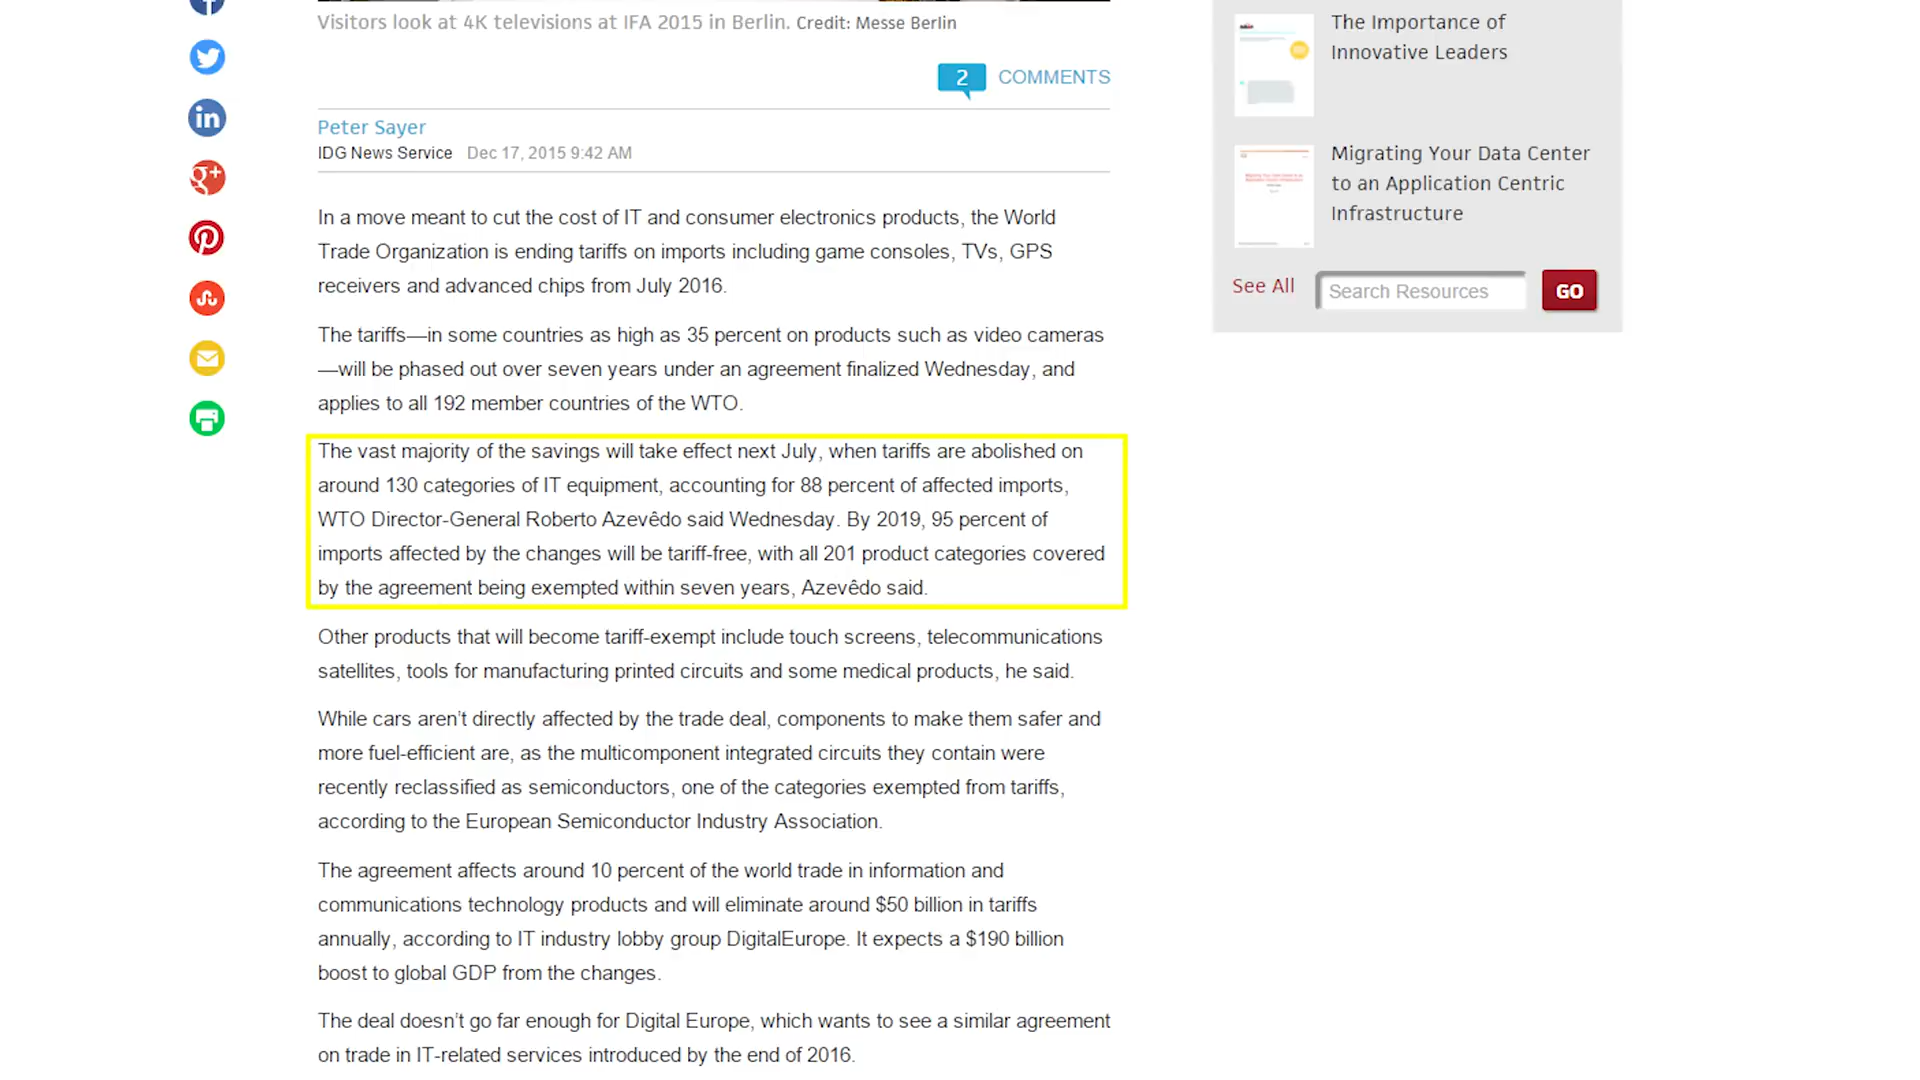 Visitors look at 4K televisions at IFA 2015 in Berlin. Credit: Messe Berlin
2 COMMENTS
Peter Sayer
IDG News Service Dec 17, 2015 9:42 AM
In a move meant to cut the cost of IT and consumer electronics products, the World
Trade Organization is ending tariffs on imports including game consoles, TVs, GPS
receivers and advanced chips from July 2016.
The tariffs—in some countries as high as 35 percent on products such as video cameras
—will be phased out over seven years under an agreement finalized Wednesday, and
applies to all 192 member countries of the WTO.
The vast majority of the savings will take effect next July, when tariffs are abolished on
around 130 categories of IT equipment, accounting for 88 percent of affected imports,
WTO Director-General Roberto Azevêdo said Wednesday. By 2019, 95 percent of
imports affected by the changes will be tariff-free, with all 201 product categories covered
by the agreement being exempted within seven years, Azevêdo said.
Other products that will become tariff-exempt include touch screens, telecommunications
satellites, tools for manufacturing printed circuits and some medical products, he said.
While cars aren’t directly affected by the trade deal, components to make them safer and
more fuel-efficient are, as the multicomponent integrated circuits they contain were
recently reclassified as semiconductors, one of the categories exempted from tariffs,
according to the European Semiconductor Industry Association.
The agreement affects around 10 percent of the world trade in information and
communications technology products and will eliminate around $50 billion in tariffs
annually, according to IT industry lobby group DigitalEurope. It expects a $190 billion
boost to global GDP from the changes.
The deal doesn’t go far enough for Digital Europe, which wants to see a similar agreement
on trade in IT-related services introduced by the end of 2016.
The Importance of
Innovative Leaders
Migrating Your Data Center
to an Application Centric
Infrastructure
See All Search Resources GO